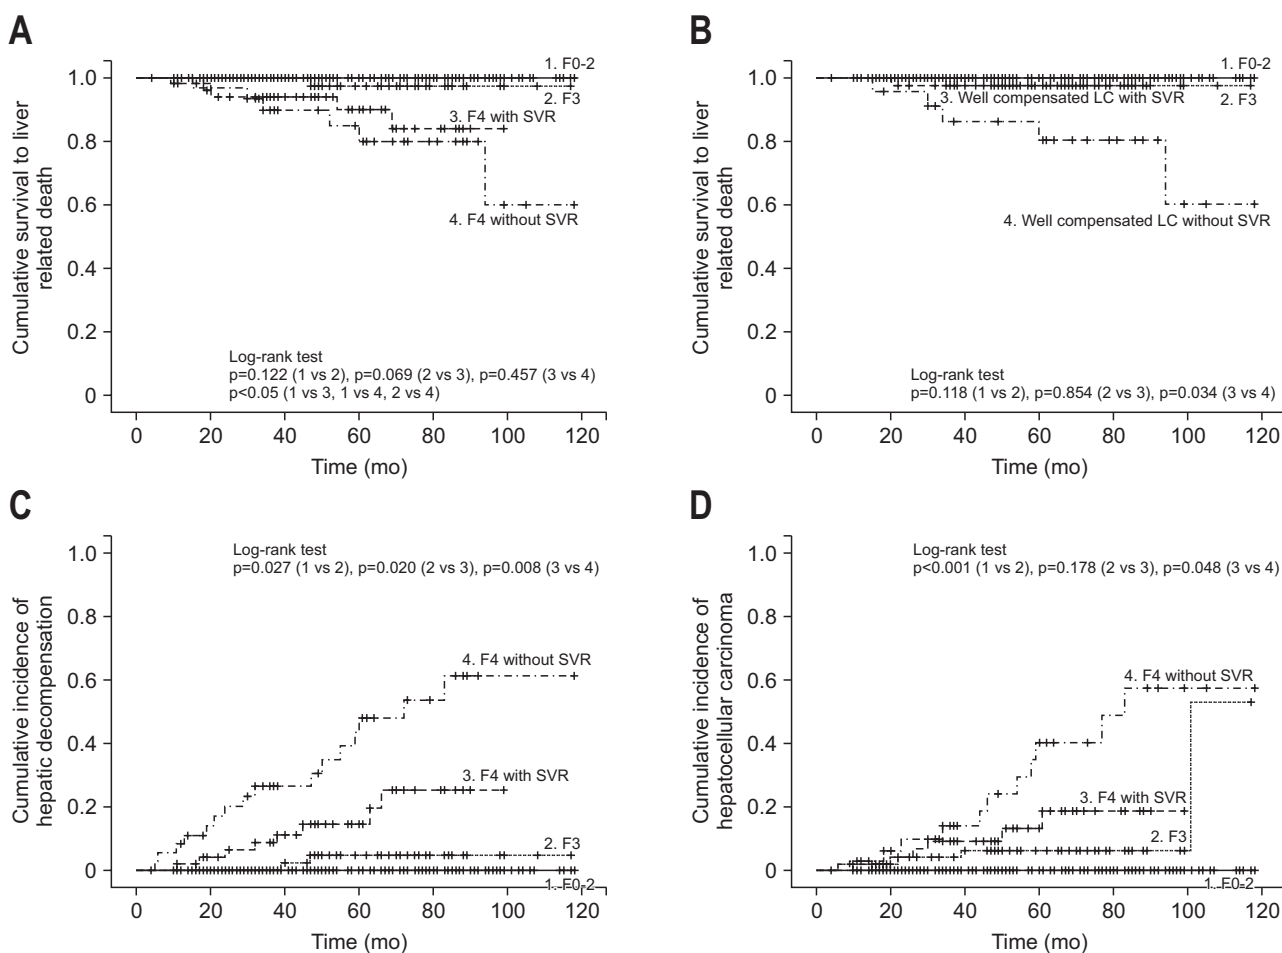 A
1.0
0.8
0.6
0.4
0.2
0
Cumulative survival to liver
related death
1. F0-2
2. F3
3. F4 with SVR
4. F4 without SVR
Log-rank test
p=0.122 (1 vs 2), p=0.069 (2 vs 3), p=0.457 (3 vs 4)
p<0.05 (1 vs 3, 1 vs 4, 2 vs 4)
0 20 40 60 80 100 120
Time (mo)
B
1.0
0.8
0.6
0.4
0.2
0
Cumulative survival to liver
related death
1. F0-2
3. Well compensated LC with SVR
2. F3
4. Well compensated LC without SVR
Log-rank test
p=0.118 (1 vs 2), p=0.854 (2 vs 3), p=0.034 (3 vs 4)
0 20 40 60 80 100 120
Time (mo)
C
1.0
0.8
0.6
0.4
0.2
0
Cumulative incidence of
hepatic decompensation
Log-rank test
p=0.027 (1 vs 2), p=0.020 (2 vs 3), p=0.008 (3 vs 4)
4. F4 without SVR
3. F4 with SVR
2. F3
1. F0-2
0 20 40 60 80 100 120
Time (mo)
D
1.0
0.8
0.6
0.4
0.2
0
Cumulative incidence of
hepatocellular carcinoma
Log-rank test
p<0.001 (1 vs 2), p=0.178 (2 vs 3), p=0.048 (3 vs 4)
4. F4 without SVR
3. F4 with SVR
2. F3
1. F0-2
0 20 40 60 80 100 120
Time (mo)